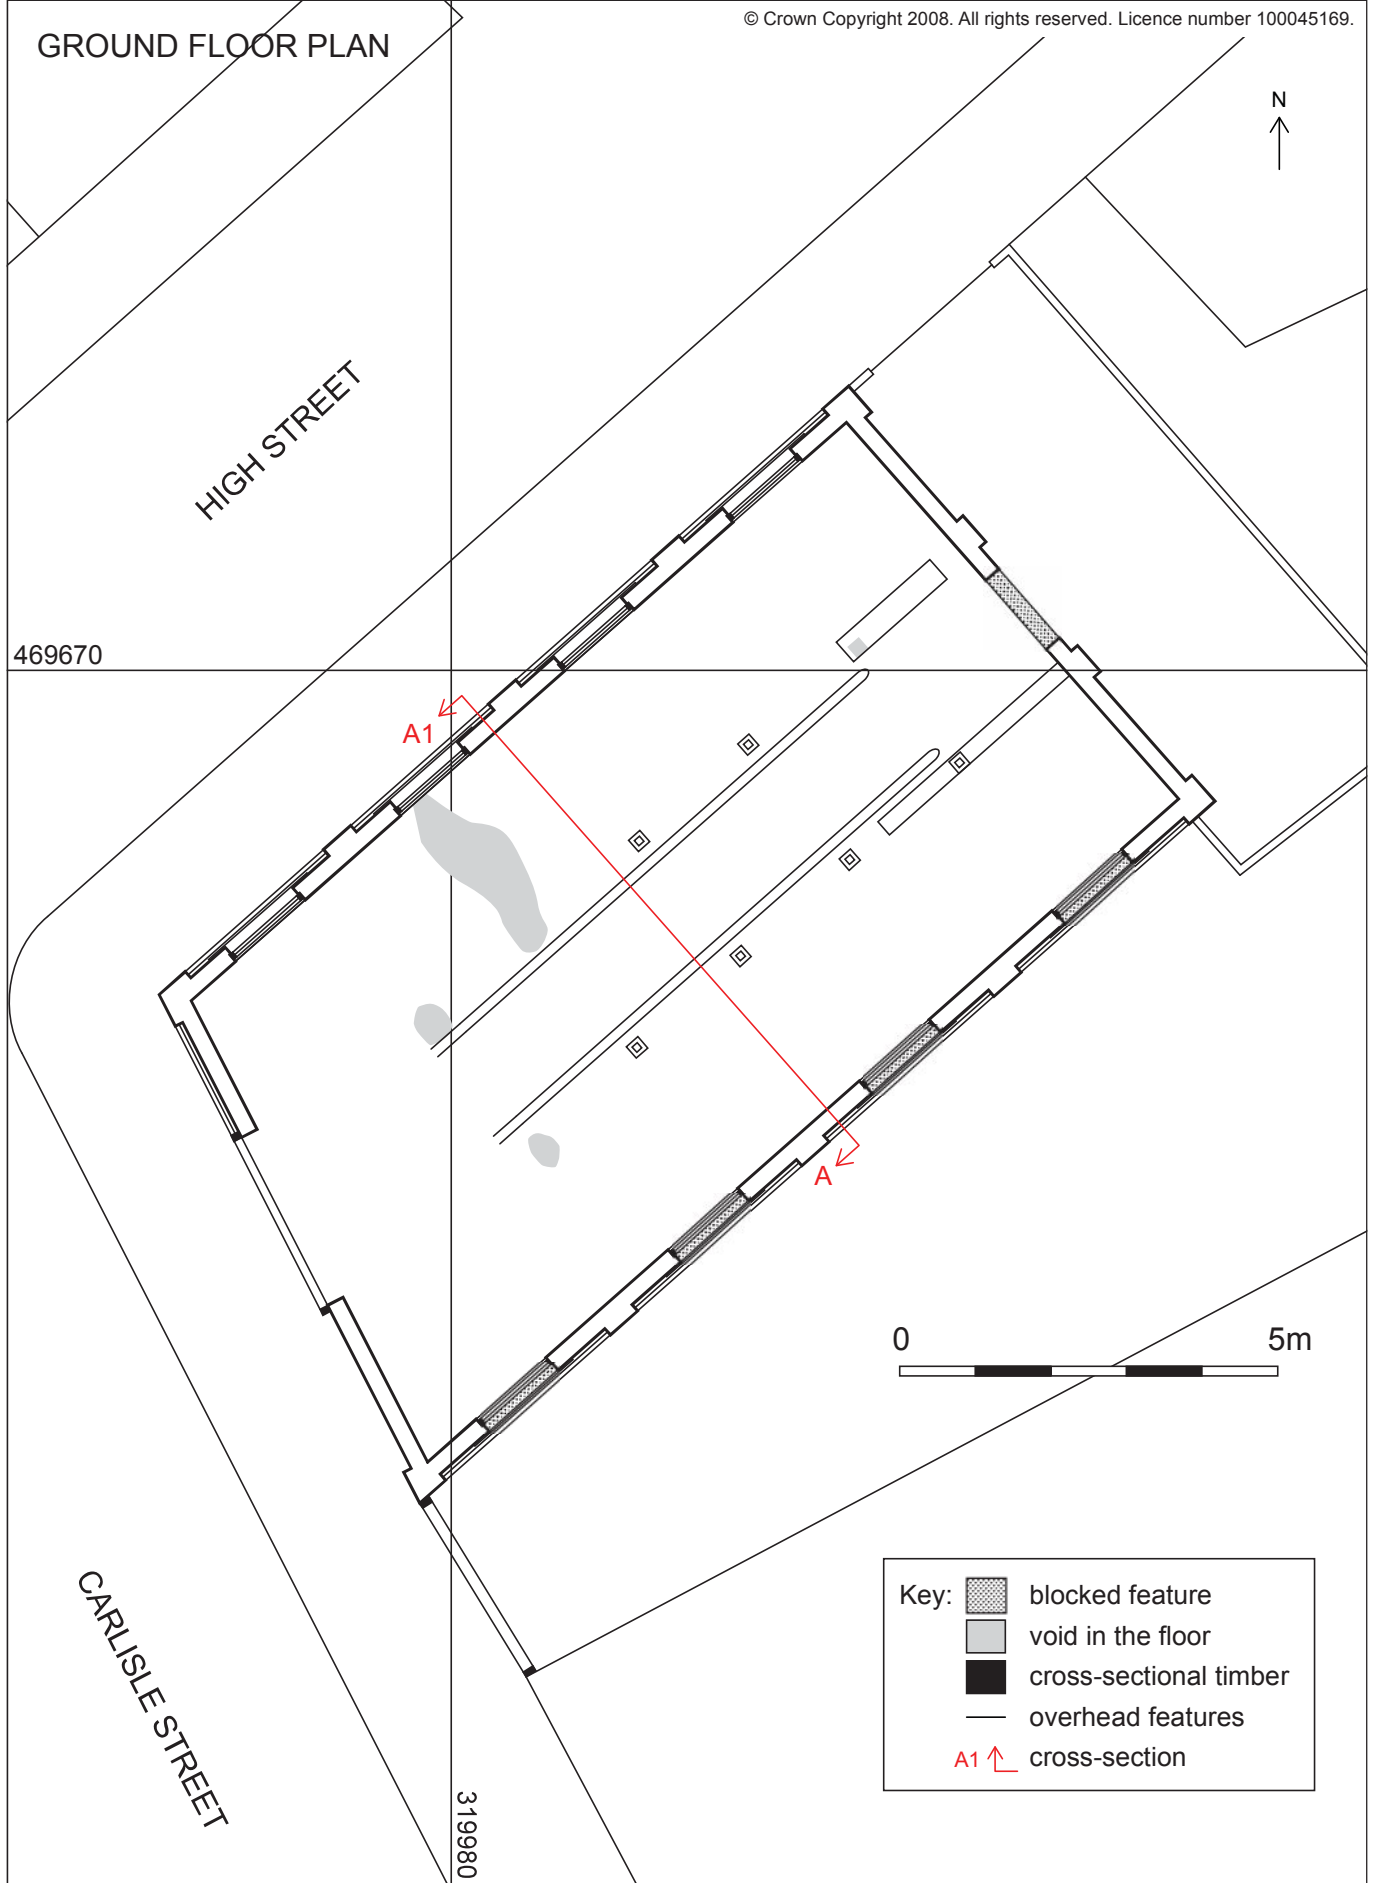 © Crown Copyright 2008. All rights reserved. Licence number 100045169.
GROUND FLOOR PLAN
N
HIGH STREET
469670
A1
A
0 5m
Key: blocked feature
void in the floor
cross-sectional timber
overhead features
A1 cross-section
CARLISLE STREET
319980